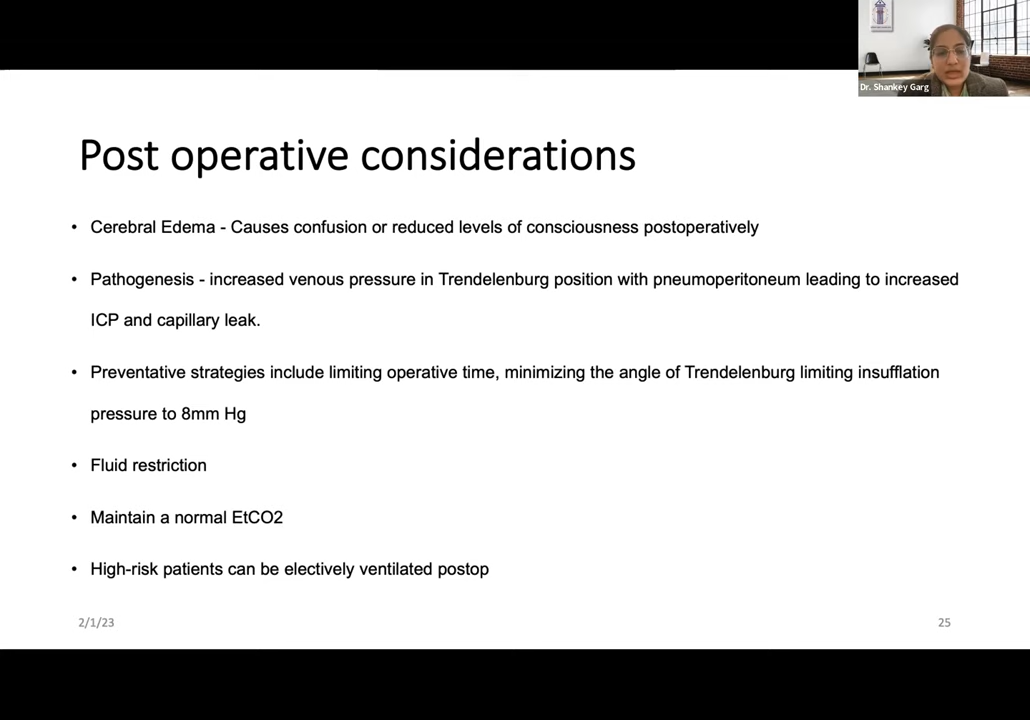 Dr. Shankey Garg
Post operative considerations
• Cerebral Edema - Causes confusion or reduced levels of consciousness postoperatively
• Pathogenesis - increased venous pressure in Trendelenburg position with pneumoperitoneum leading to increased
ICP and capillary leak.
• Preventative strategies include limiting operative time, minimizing the angle of Trendelenburg limiting insufflation
pressure to 8mm Hg
• Fluid restriction
• Maintain a normal EtCO2
• High-risk patients can be electively ventilated postop
2/1/23
25